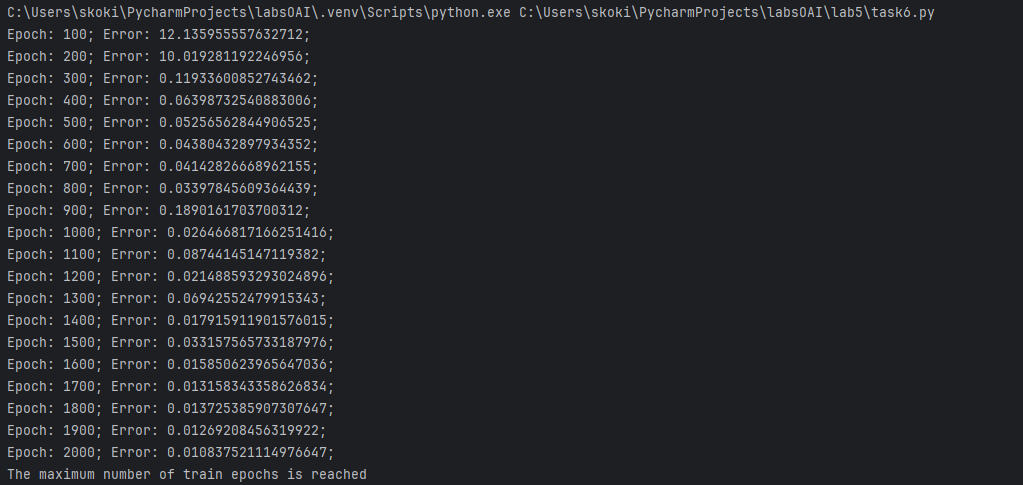 C:\Users\skoki\PycharmProjects\labsOAI\.venv\Scripts\python.exe C:\Users\skoki\PycharmProjects\labsOAI\lab5\task6.py
Epoch: 100; Error: 12.135955557632712;
Epoch: 200; Error: 10.019281192246956;
Epoch: 300; Error: 0.11933600852743462;
Epoch: 400; Error: 0.06398732540883006;
Epoch: 500; Error: 0.05256562844906525;
Epoch: 600; Error: 0.04380432897934352;
Epoch: 700; Error: 0.04142826668962155;
Epoch: 800; Error: 0.03397845609364439;
Epoch: 900; Error: 0.1890161703700312;
Epoch: 1000; Error: 0.026466817166251416;
Epoch: 1100; Error: 0.08744145147119382;
Epoch: 1200; Error: 0.021488593293024896;
Epoch: 1300; Error: 0.06942552479915343;
Epoch: 1400; Error: 0.017915911901576015;
Epoch: 1500; Error: 0.033157565733187976;
Epoch: 1600; Error: 0.015850623965647036;
Epoch: 1700; Error: 0.013158343358626834;
Epoch: 1800; Error: 0.013725385907307647;
Epoch: 1900; Error: 0.01269208456319922;
Epoch: 2000; Error: 0.010837521114976647;
The maximum number of train epochs is reached